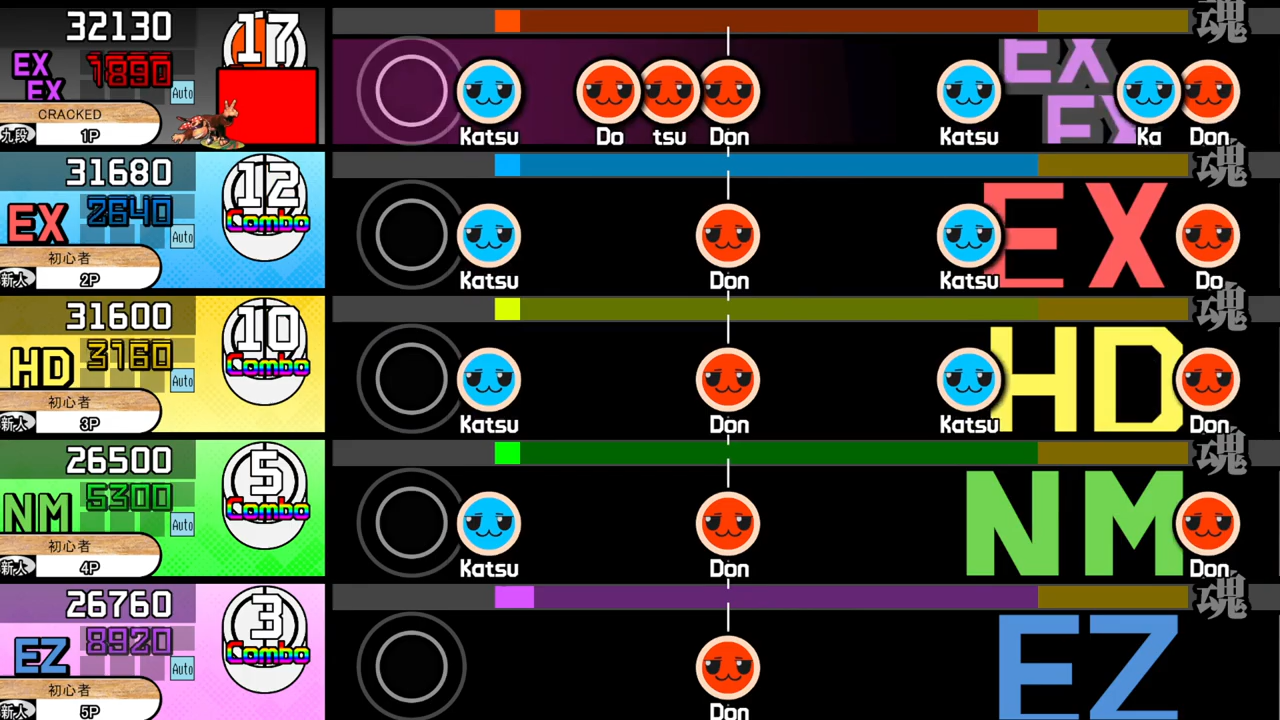 32130
17
魂
EX
EX
1890
Auto
EX
EX
CRACKED
九段
1P
Katsu
Do
tsu
Don
Katsu
Ka
Don
31680
12
Combo
魂
EX
2640
Auto
EX
初心者
新人
2P
Katsu
Don
Katsu
Do
31600
10
Combo
魂
HD
3160
Auto
HD
初心者
新人
3P
Katsu
Don
Katsu
Don
26500
5
Combo
魂
NM
5300
Auto
NM
初心者
新人
4P
Katsu
Don
Don
26760
3
Combo
魂
EZ
8920
Auto
EZ
初心者
新人
5P
Don